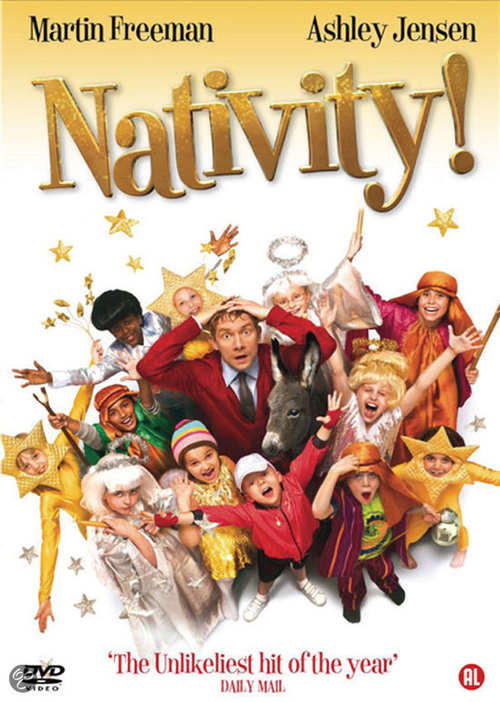 Martin Freeman Ashley Jensen
Nativity!
'The Unlikeliest hit of the year'
DAILY MAIL
DVD
VIDEO
AL